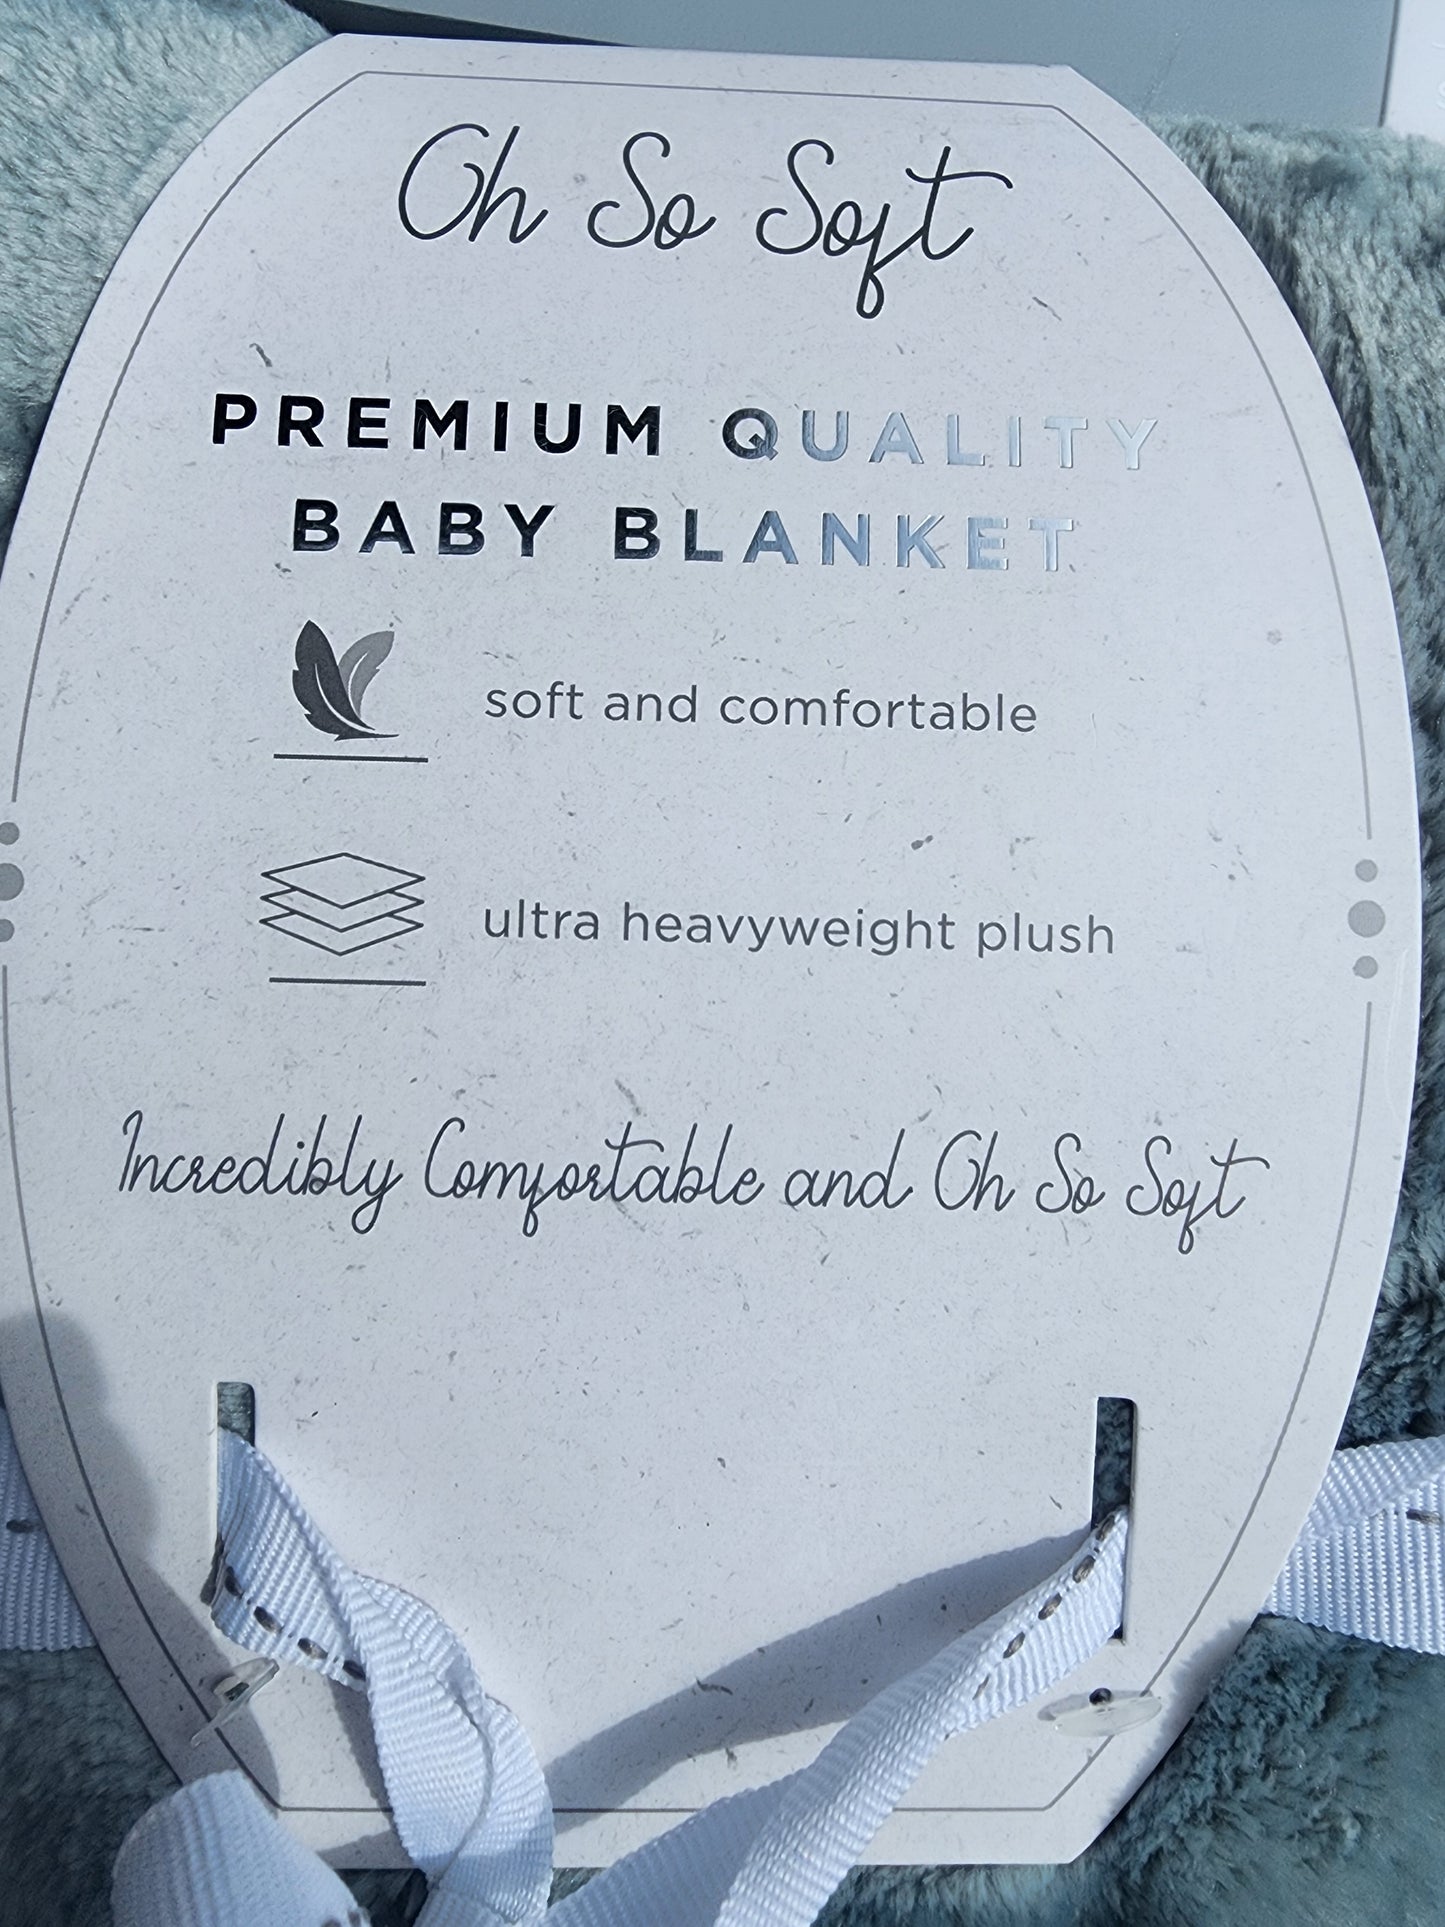 Oh So Soft
PREMIUM QUALITY
BABY BLANKET
soft and comfortable
ultra heavyweight plush
Incredibly Comfortable and Oh So Soft